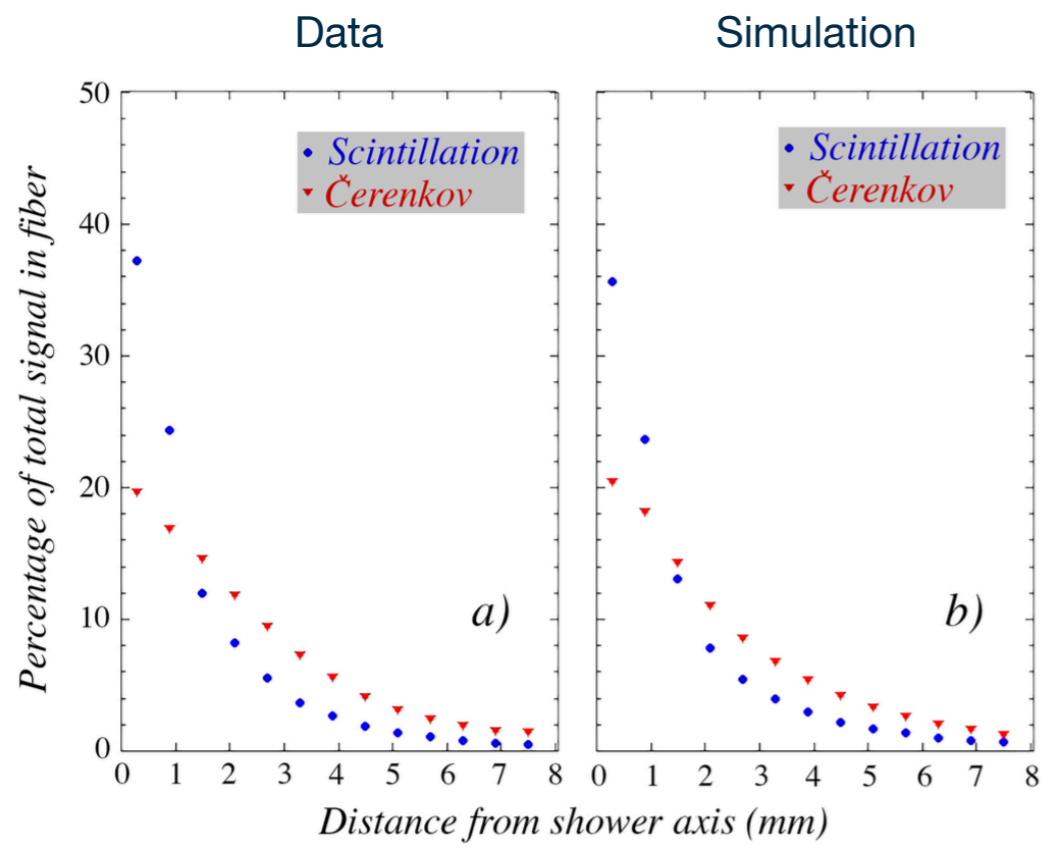 Data
Simulation
Percentage of total signal in fiber
50
40
30
20
10
0
Scintillation
Čerenkov
a)
0 1 2 3 4 5 6 7 8
Scintillation
Čerenkov
b)
0 1 2 3 4 5 6 7 8
Distance from shower axis (mm)